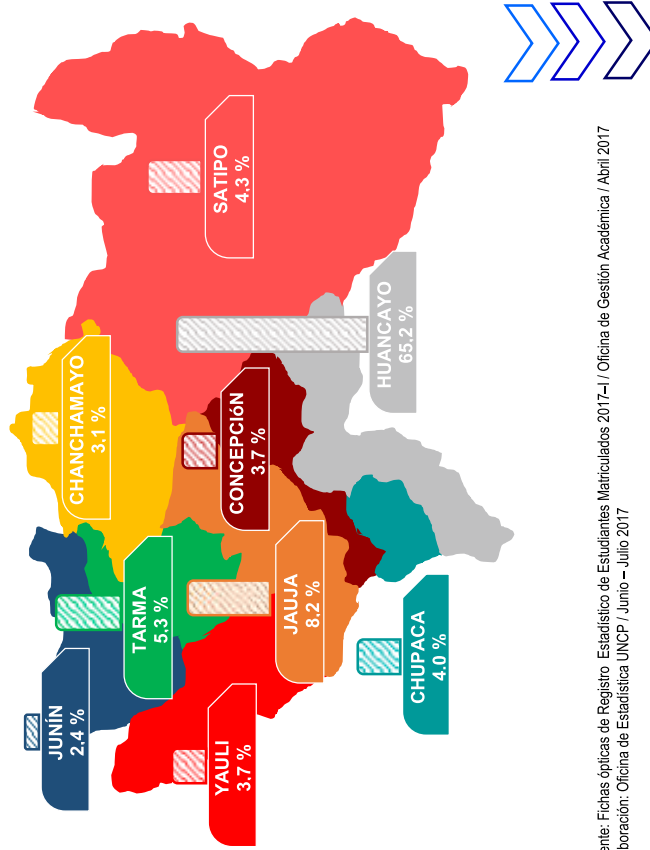 JUNÍN
2.4 %
CHANCHAMAYO
3.1 %
TARMA
5.3 %
SATIPO
4.3 %
YAULI
3.7 %
CONCEPCIóN
3.7 %
JAUJA
8.2 %
HUANCAYO
65.2 %
CHUPACA
4.0 %
ente: Fichas ópticas de Registro Estadístico de Estudiantes Matriculados 2017–I / Oficina de Gestión Académica / Abril 2017
boración: Oficina de Estadística UNCP / Junio – Julio 2017